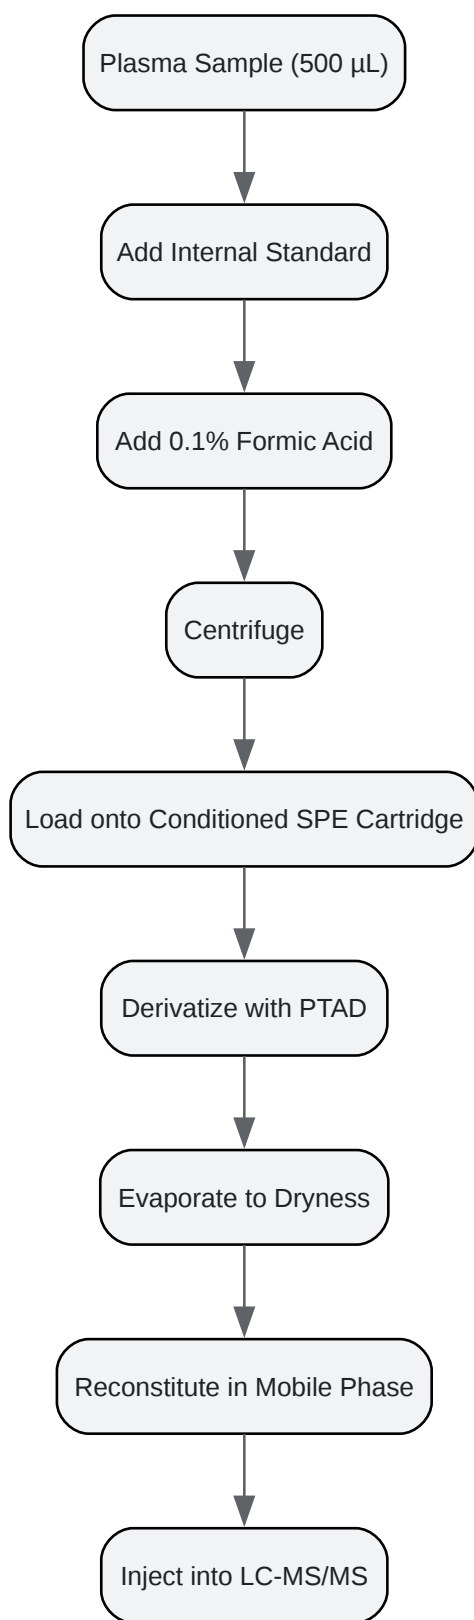 Plasma Sample (500 µL)
Add Internal Standard
Add 0.1% Formic Acid
Centrifuge
Load onto Conditioned SPE Cartridge
Derivatize with PTAD
Evaporate to Dryness
Reconstitute in Mobile Phase
Inject into LC-MS/MS